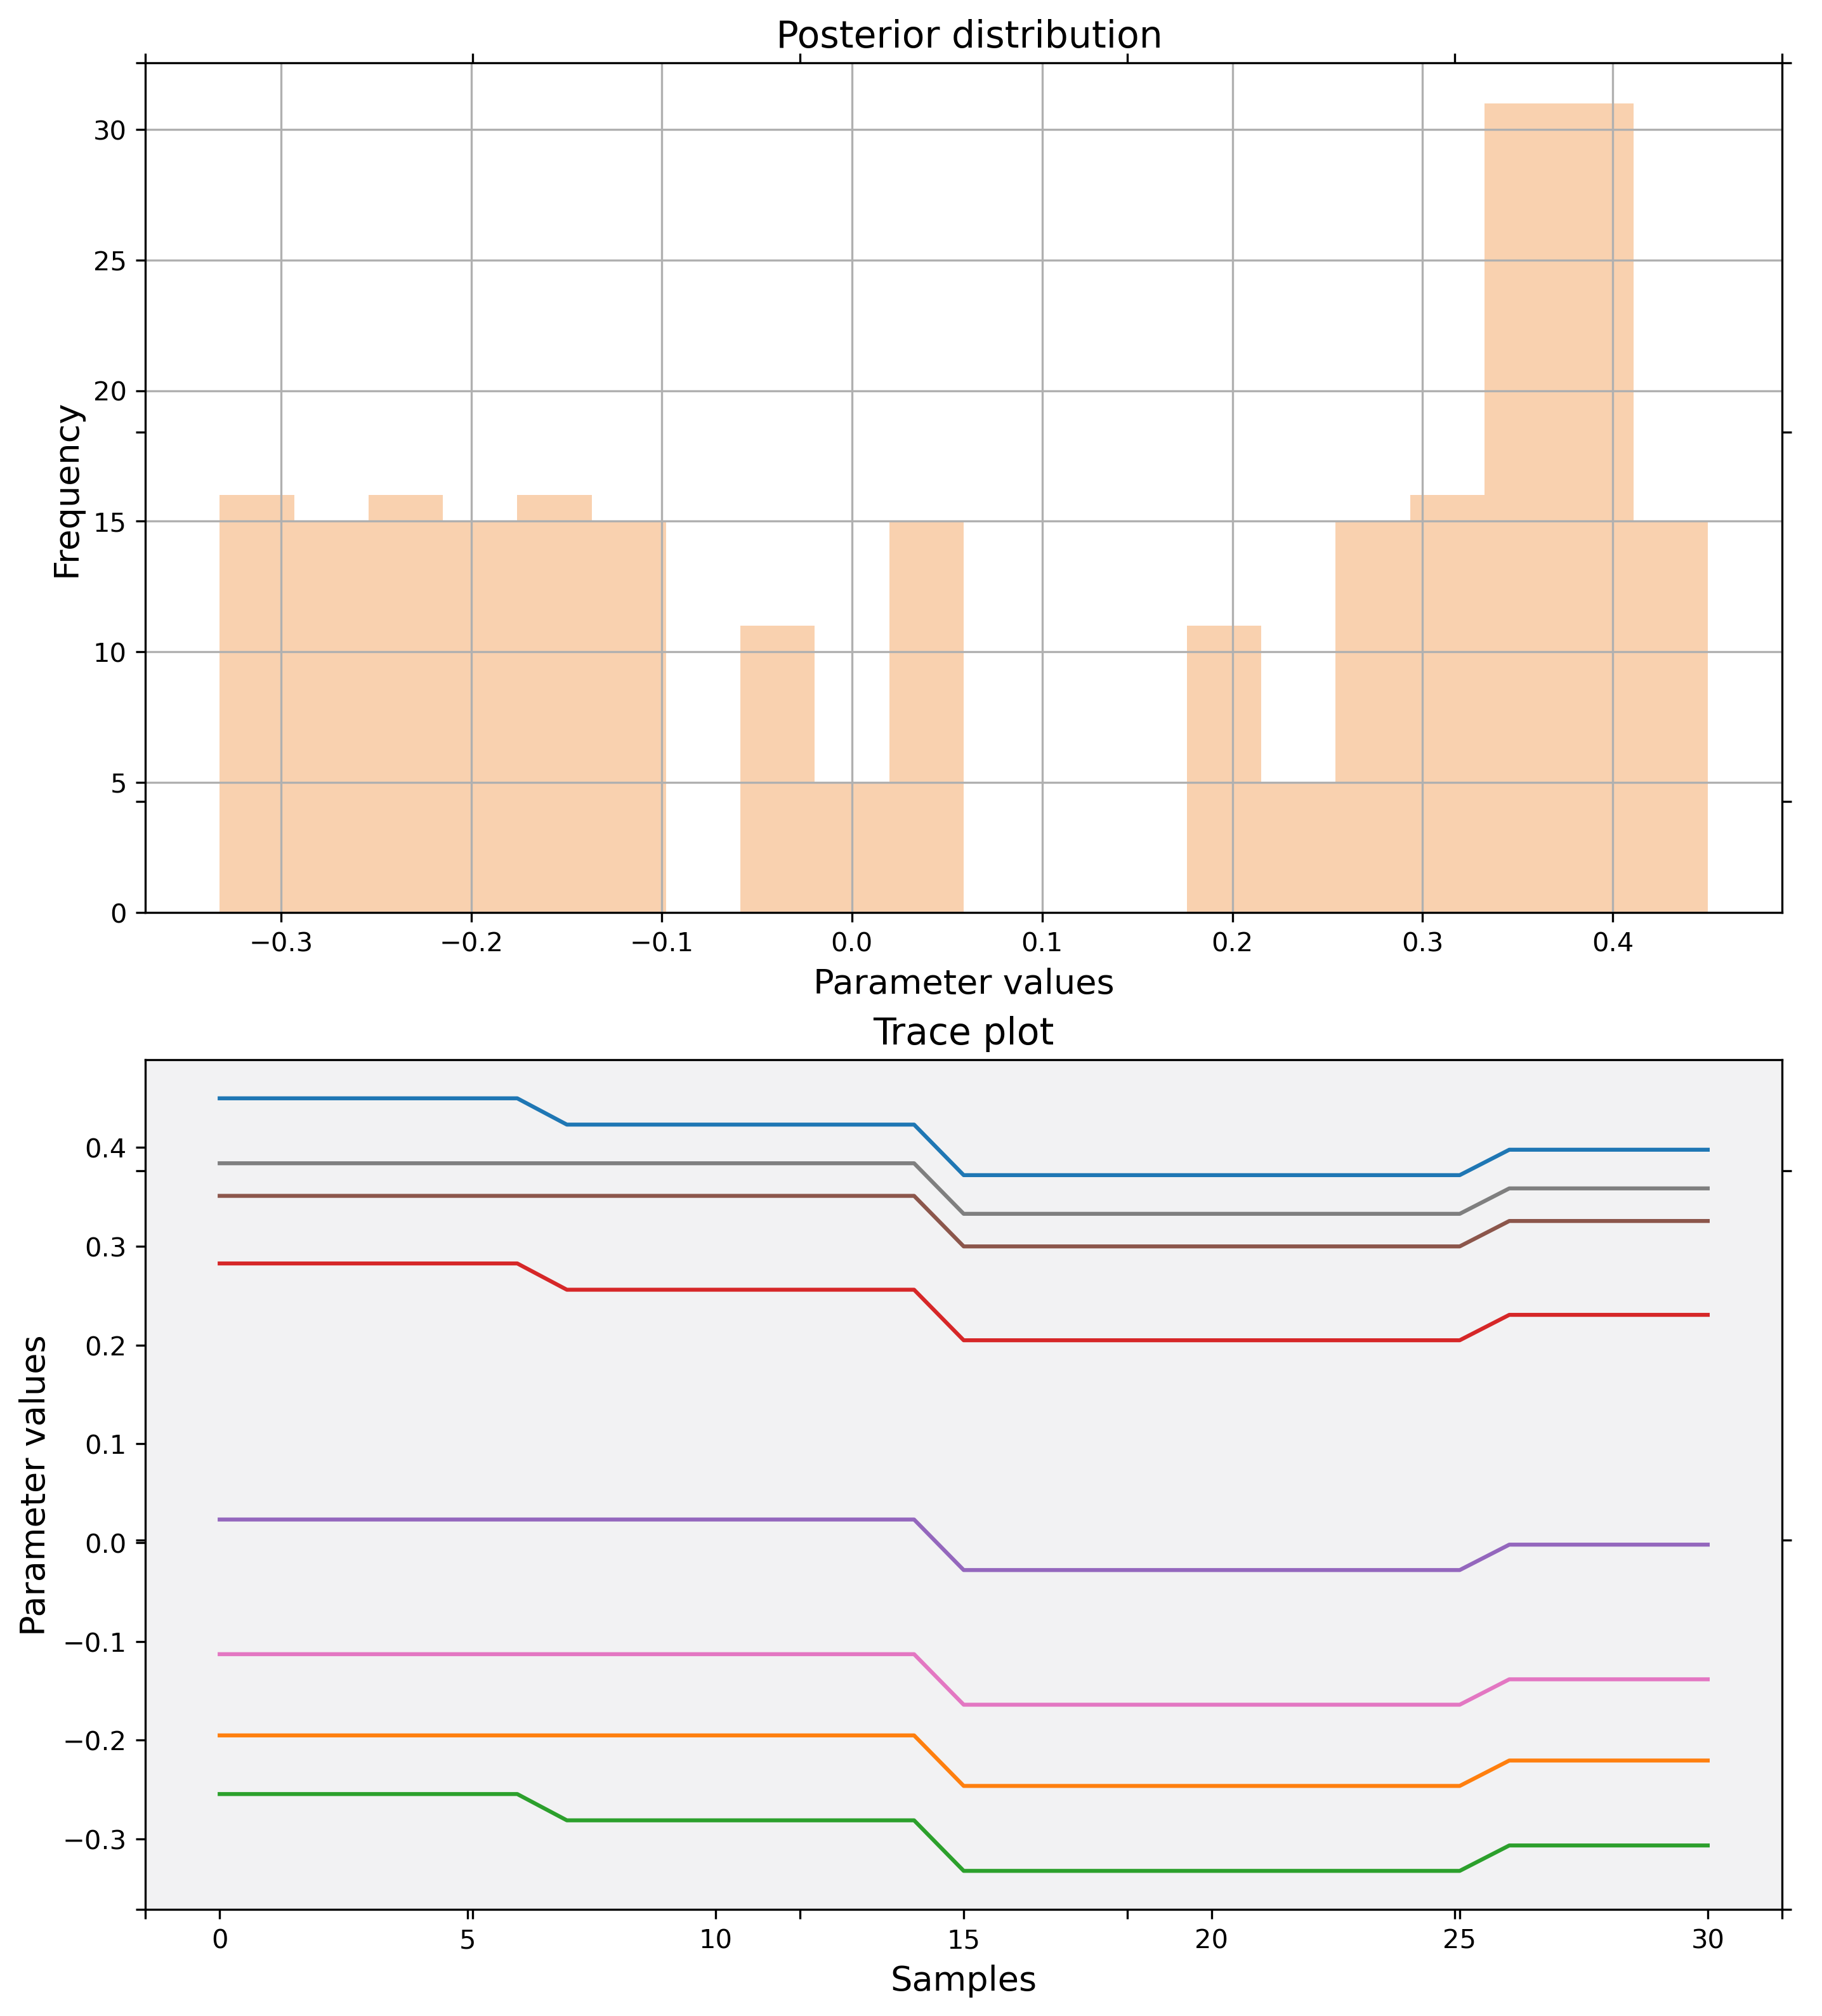 Posterior distribution
30
25
20
15
10
5
0
Frequency
−0.3 −0.2 −0.1 0.0 0.1 0.2 0.3 0.4
Parameter values
Trace plot
0.4
0.3
0.2
0.1
0.0
−0.1
−0.2
−0.3
Parameter values
0 5 10 15 20 25 30
Samples